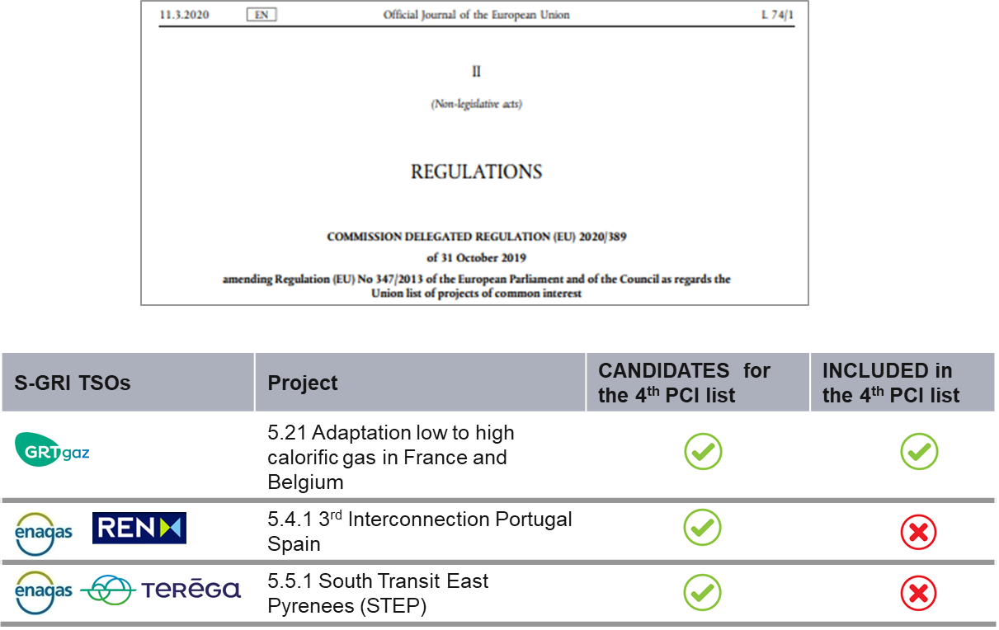 11.3.2020 EN Official Journal of the European Union L 74/1
II
(Non-legislative acts)
REGULATIONS
COMMISSION DELEGATED REGULATION (EU) 2020/389
of 31 October 2019
amending Regulation (EU) No 347/2013 of the European Parliament and of the Council as regards the
Union list of projects of common interest
S-GRI TSOs
Project
CANDIDATES for
the 4th PCI list
INCLUDED in
the 4th PCI list
GRTgaz
5.21 Adaptation low to high
calorific gas in France and
Belgium
enagas
REN
5.4.1 3rd Interconnection Portugal
Spain
enagas
TERĒGA
5.5.1 South Transit East
Pyrenees (STEP)